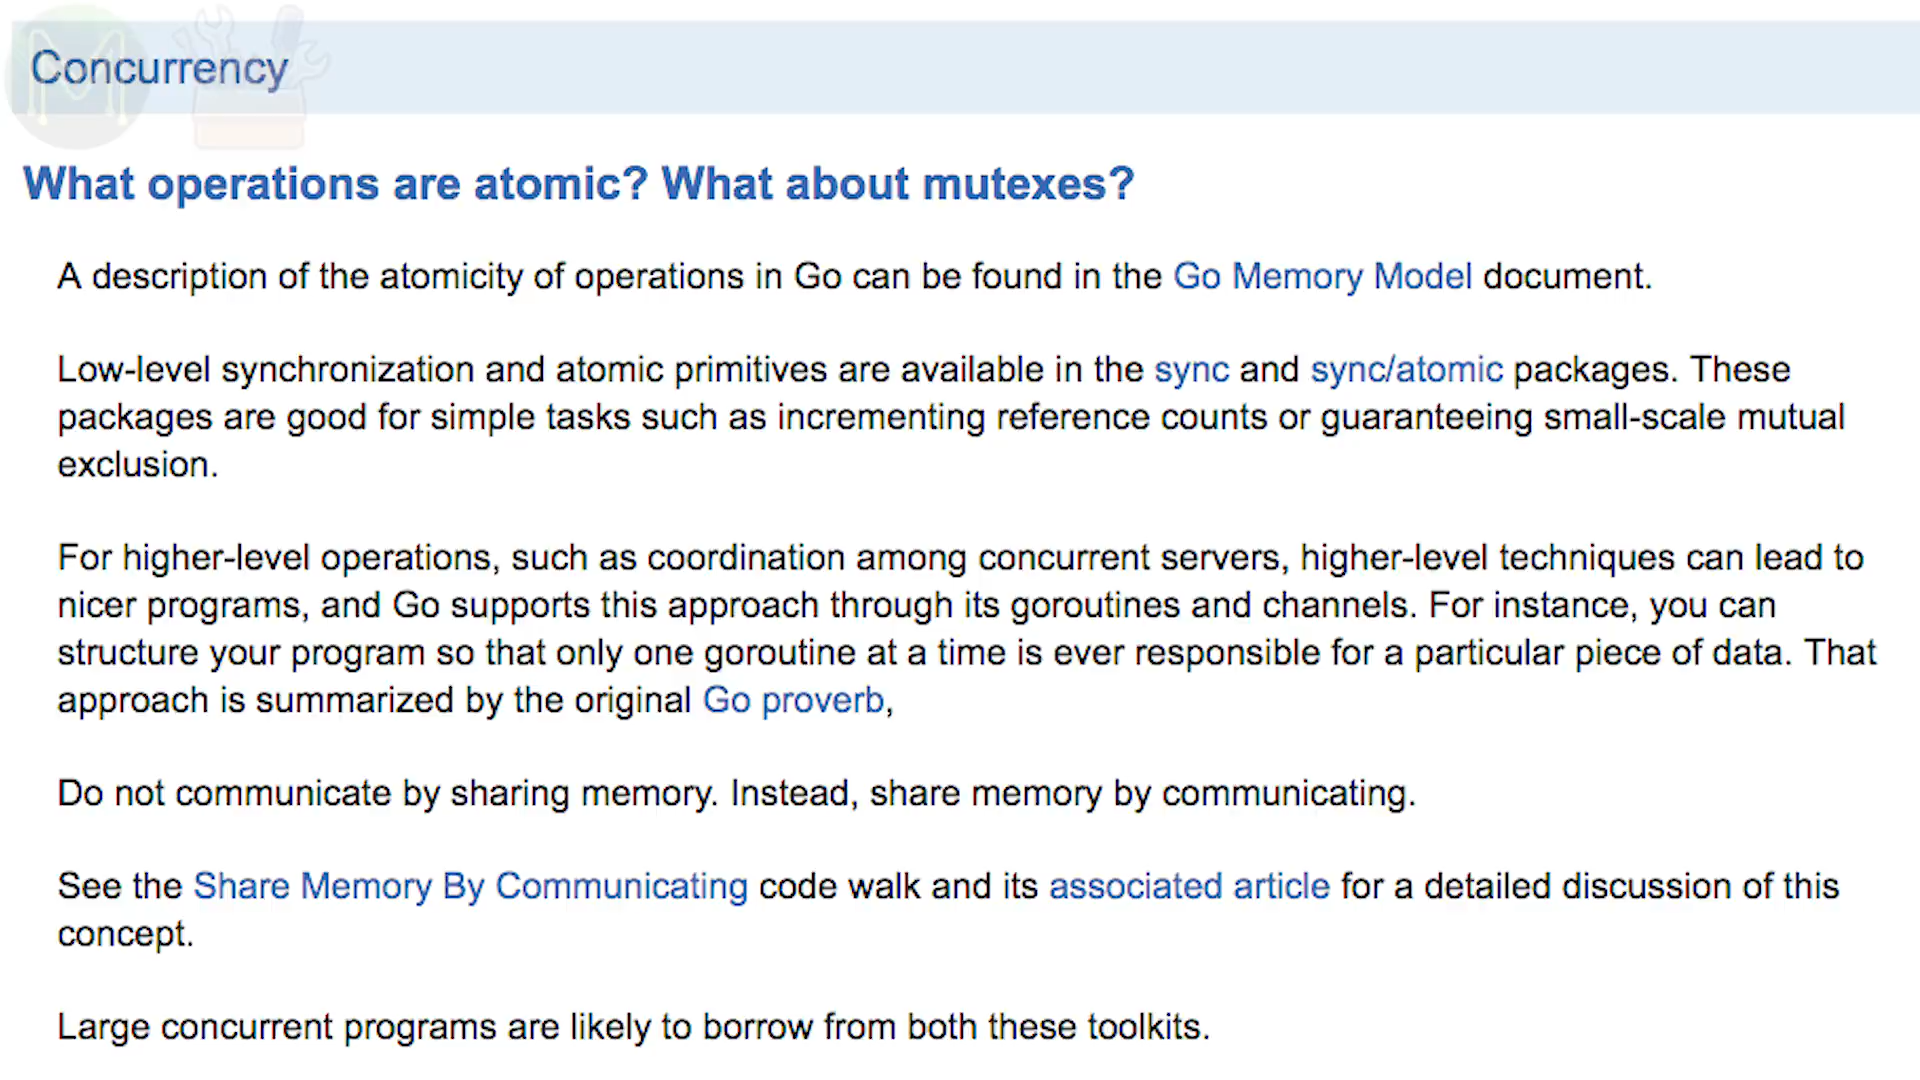 Concurrency
What operations are atomic? What about mutexes?
A description of the atomicity of operations in Go can be found in the Go Memory Model document.
Low-level synchronization and atomic primitives are available in the sync and sync/atomic packages. These
packages are good for simple tasks such as incrementing reference counts or guaranteeing small-scale mutual
exclusion.
For higher-level operations, such as coordination among concurrent servers, higher-level techniques can lead to
nicer programs, and Go supports this approach through its goroutines and channels. For instance, you can
structure your program so that only one goroutine at a time is ever responsible for a particular piece of data. That
approach is summarized by the original Go proverb,
Do not communicate by sharing memory. Instead, share memory by communicating.
See the Share Memory By Communicating code walk and its associated article for a detailed discussion of this
concept.
Large concurrent programs are likely to borrow from both these toolkits.